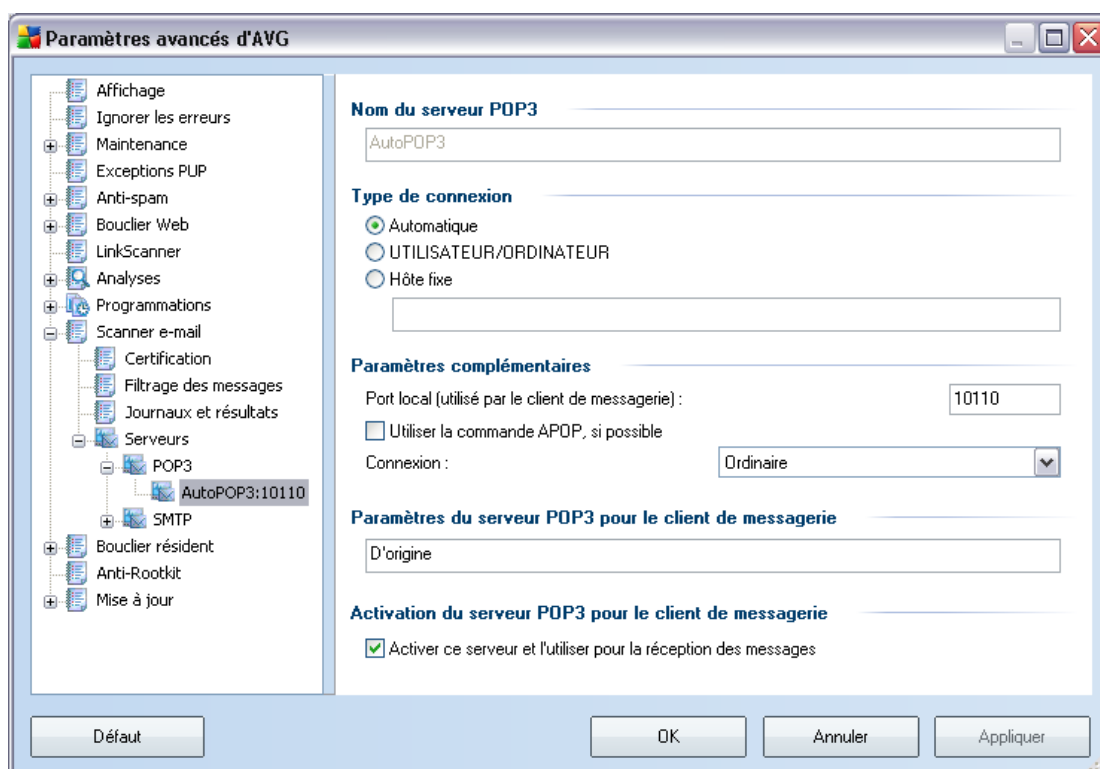 Paramètres avancés d'AVG
Affichage
Ignorer les erreurs
Maintenance
Exceptions PUP
Anti-spam
Bouclier Web
LinkScanner
Analyses
Programmations
Scanner e-mail
Certification
Filtrage des messages
Journaux et résultats
Serveurs
POP3
AutoPOP3:10110
SMTP
Bouclier résident
Anti-Rootkit
Mise à jour
Nom du serveur POP3
AutoPOP3
Type de connexion
Automatique
UTILISATEUR/ORDINATEUR
Hôte fixe
Paramètres complémentaires
Port local (utilisé par le client de messagerie) : 10110
Utiliser la commande APOP, si possible
Connexion : Ordinaire
Paramètres du serveur POP3 pour le client de messagerie
D'origine
Activation du serveur POP3 pour le client de messagerie
Activer ce serveur et l'utiliser pour la réception des messages
Défaut OK Annuler Appliquer